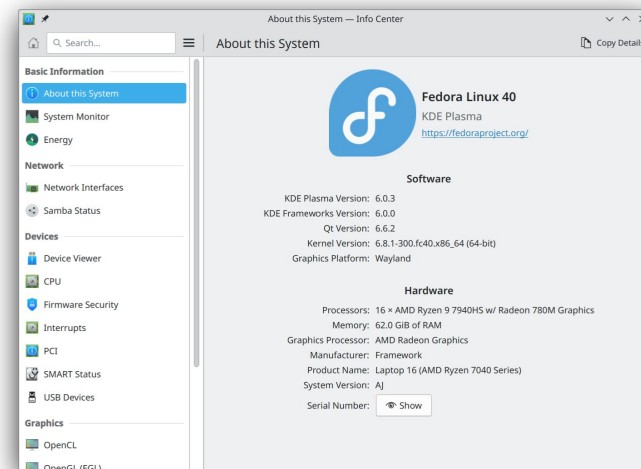 About this System — Info Center
Search...
About this System
Copy Details
Basic Information
About this System
System Monitor
Energy
Network
Network Interfaces
Samba Status
Devices
Device Viewer
CPU
Firmware Security
Interrupts
PCI
SMART Status
USB Devices
Graphics
OpenCL
OpenGL (EGL)
Fedora Linux 40
KDE Plasma
https://fedoraproject.org/
Software
KDE Plasma Version: 6.0.3
KDE Frameworks Version: 6.0.0
Qt Version: 6.6.2
Kernel Version: 6.8.1-300.fc40.x86_64 (64-bit)
Graphics Platform: Wayland
Hardware
Processors: 16 × AMD Ryzen 9 7940HS w/ Radeon 780M Graphics
Memory: 62.0 GiB of RAM
Graphics Processor: AMD Radeon Graphics
Manufacturer: Framework
Product Name: Laptop 16 (AMD Ryzen 7040 Series)
System Version: AJ
Serial Number: Show